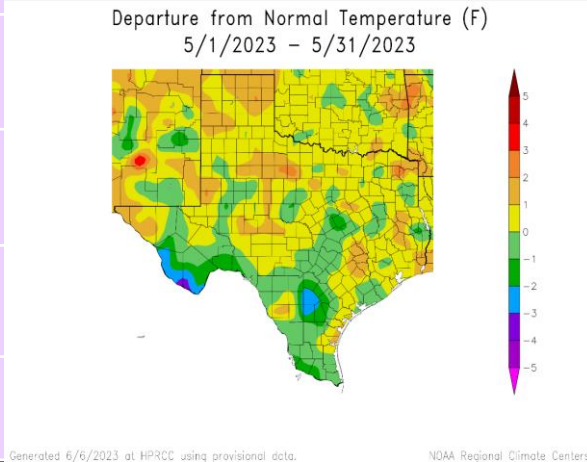 Departure from Normal Temperature (F)
5/1/2023 – 5/31/2023
5
4
3
2
1
0
-1
-2
-3
-4
-5
Generated 6/6/2023 at HPRCC using provisional data.
NOAA Regional Climate Centers